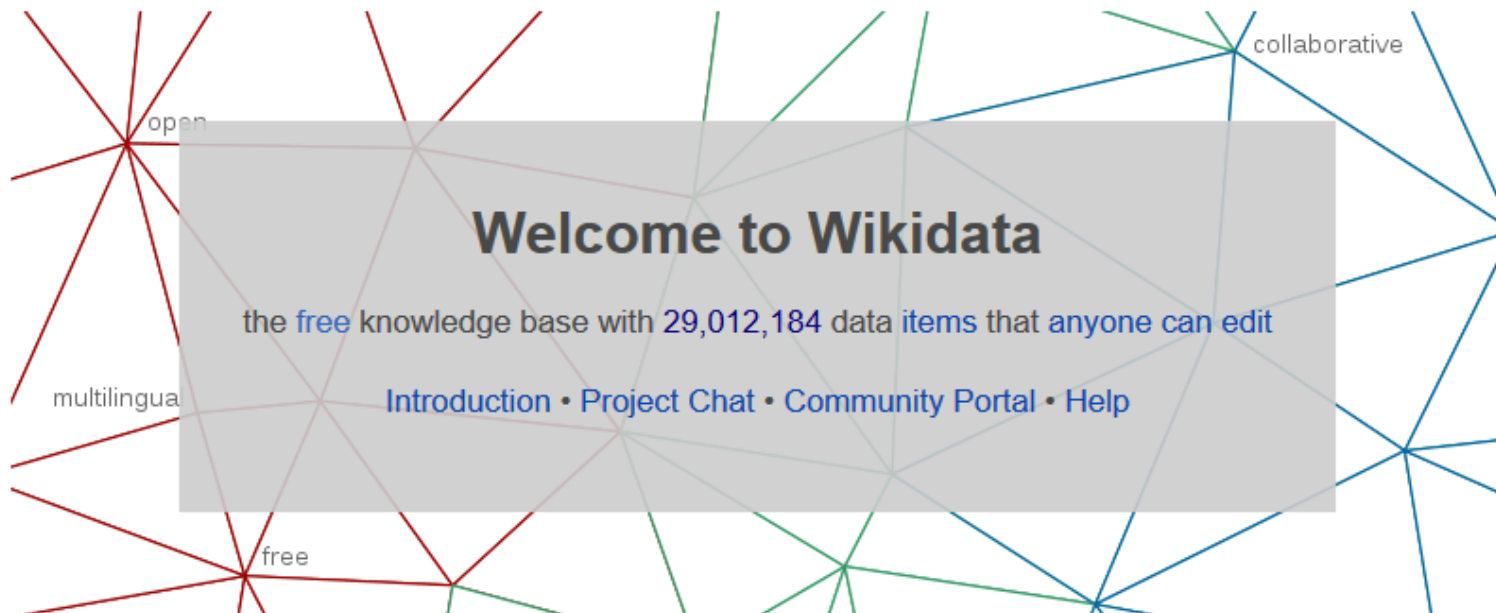 collaborative
open
Welcome to Wikidata
the free knowledge base with 29,012,184 data items that anyone can edit
multilingual
Introduction • Project Chat • Community Portal • Help
free